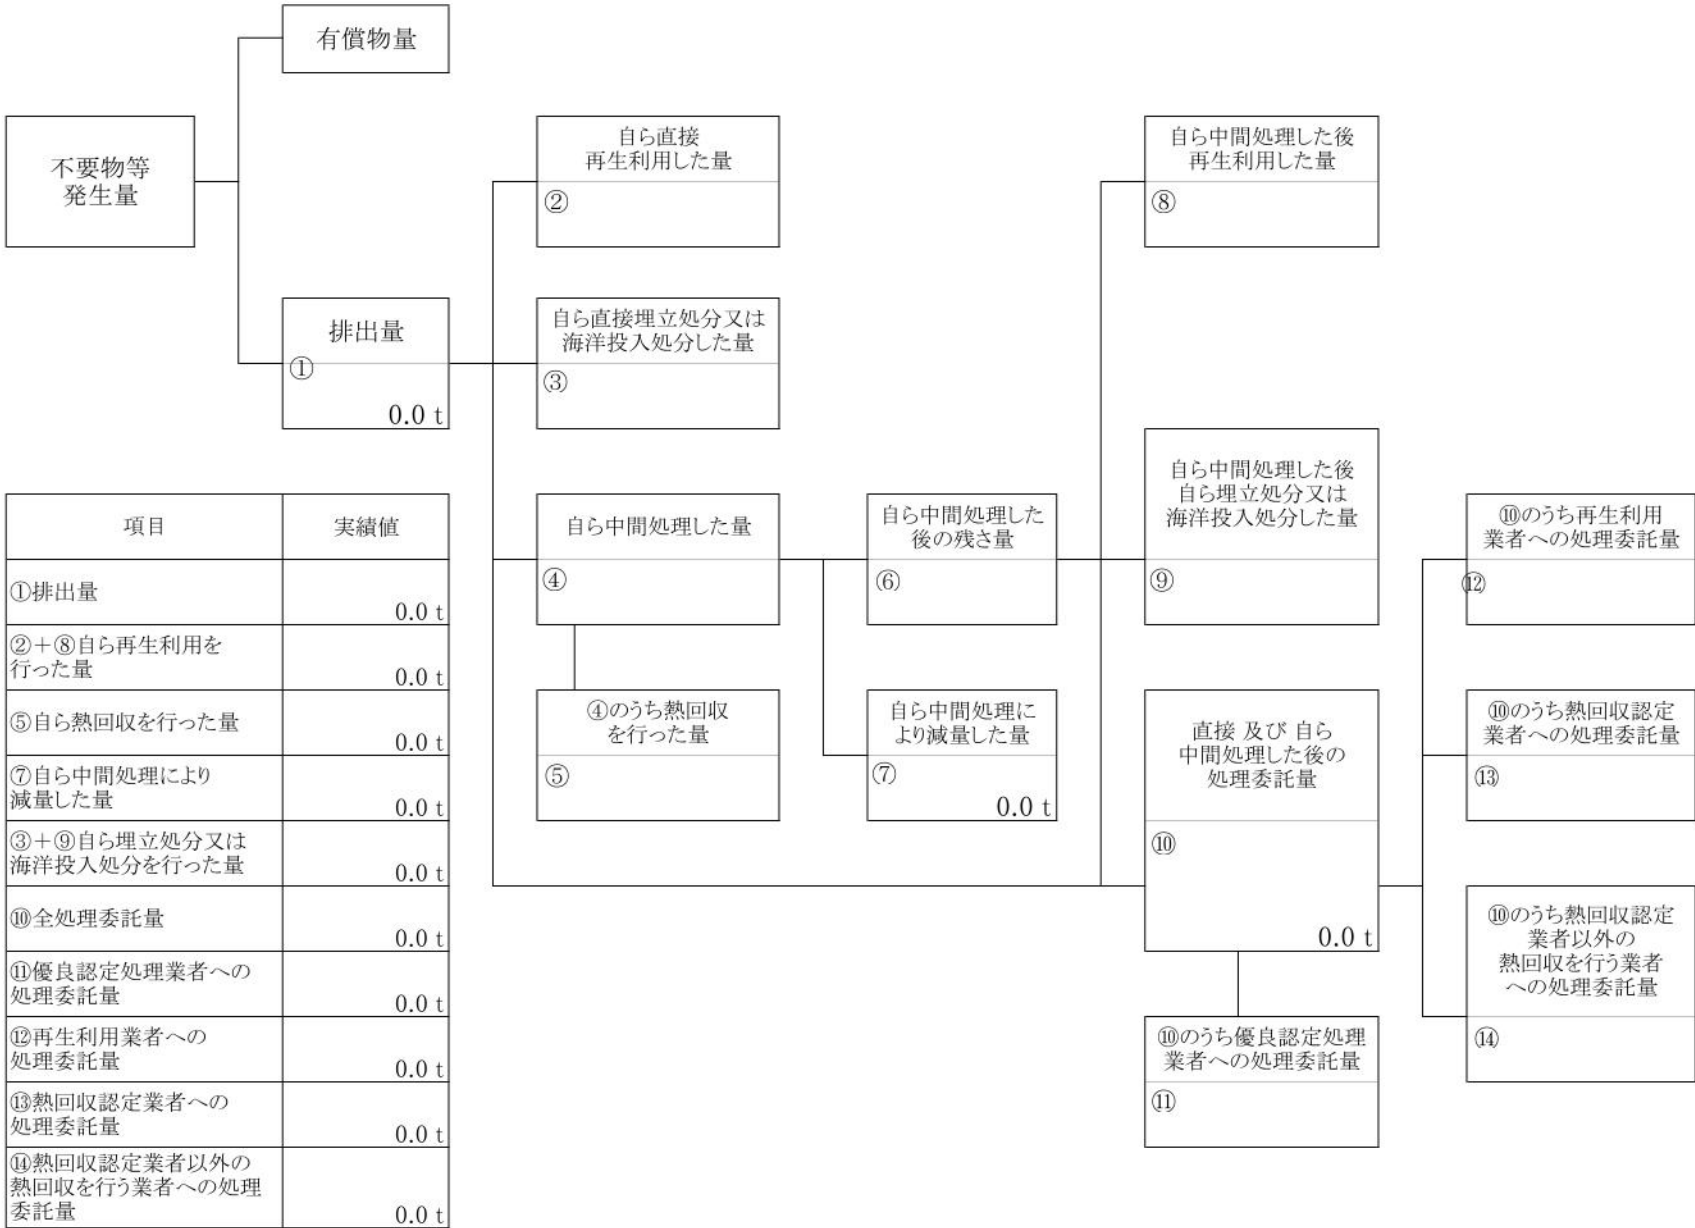 有償物量
不要物等
発生量
自ら直接
再生利用した量
②
自ら中間処理した後
再生利用した量
⑧
排出量
①
0.0 t
自ら直接埋立処分又は
海洋投入処分した量
③
自ら中間処理した量
④
自ら中間処理した
後の残さ量
⑥
自ら中間処理した後
自ら埋立処分又は
海洋投入処分した量
⑨
⑩のうち再生利用
業者への処理委託量
⑫
④のうち熱回収
を行った量
⑤
自ら中間処理に
より減量した量
⑦
0.0 t
直接 及び 自ら
中間処理した後の
処理委託量
⑩
0.0 t
⑩のうち熱回収認定
業者への処理委託量
⑬
⑩のうち熱回収認定
業者以外の
熱回収を行う業者
への処理委託量
⑭
⑩のうち優良認定処理
業者への処理委託量
⑪
項目 実績値
①排出量
0.0 t
②+⑧自ら再生利用を
行った量
0.0 t
⑤自ら熱回収を行った量
0.0 t
⑦自ら中間処理により
減量した量
0.0 t
③+⑨自ら埋立処分又は
海洋投入処分を行った量
0.0 t
⑩全処理委託量
0.0 t
⑪優良認定処理業者への
処理委託量
0.0 t
⑫再生利用業者への
処理委託量
0.0 t
⑬熱回収認定業者への
処理委託量
0.0 t
⑭熱回収認定業者以外の
熱回収を行う業者への処理
委託量
0.0 t